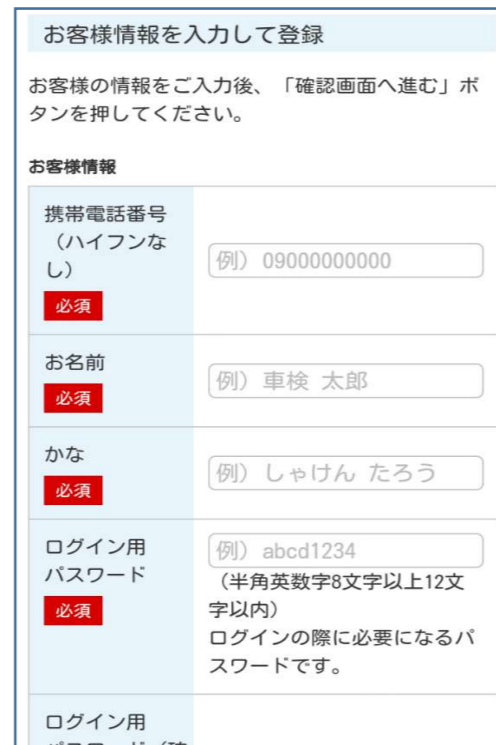 お客様情報を入力して登録
お客様の情報をご入力後、「確認画面へ進む」ボ
タンを押してください。
お客様情報
携帯電話番号
（ハイフンな
し）
必須
例）09000000000
お名前
必須
例）車検 太郎
かな
必須
例）しゃけん たろう
ログイン用
パスワード
必須
例）abcd1234
（半角英数字8文字以上12文
字以内）
ログインの際に必要になるパ
スワードです。
ログイン用